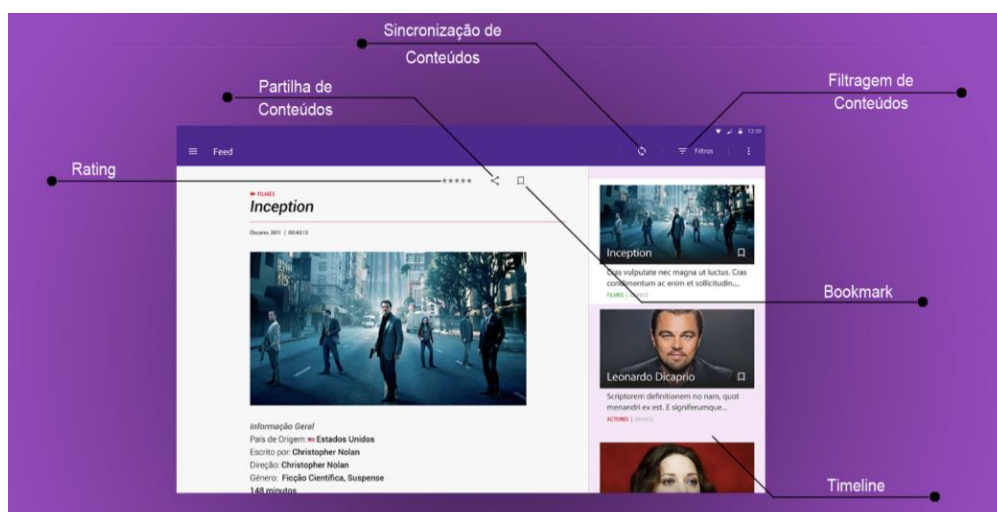 Sincronização de
Conteúdos
Partilha de
Conteúdos
Filtragem de
Conteúdos
Rating
12:30
Feed
Filtros
FILMES
Inception
Óscares 2011 | 00:43:12
Inception
Cras vulputate nec magna ut luctus. Cras
condimentum ac enim et sollicitudin,...
FILMES |
Bookmark
Leonardo Dicaprio
Scriptorem definitionem no nam, quot
menandri ex est. E signiferumque...
ACTORES |
Informação Geral
País de Origem: Estados Unidos
Escrito por: Christopher Nolan
Direção: Christopher Nolan
Género: Ficção Científica, Suspense
148 minutos
Timeline